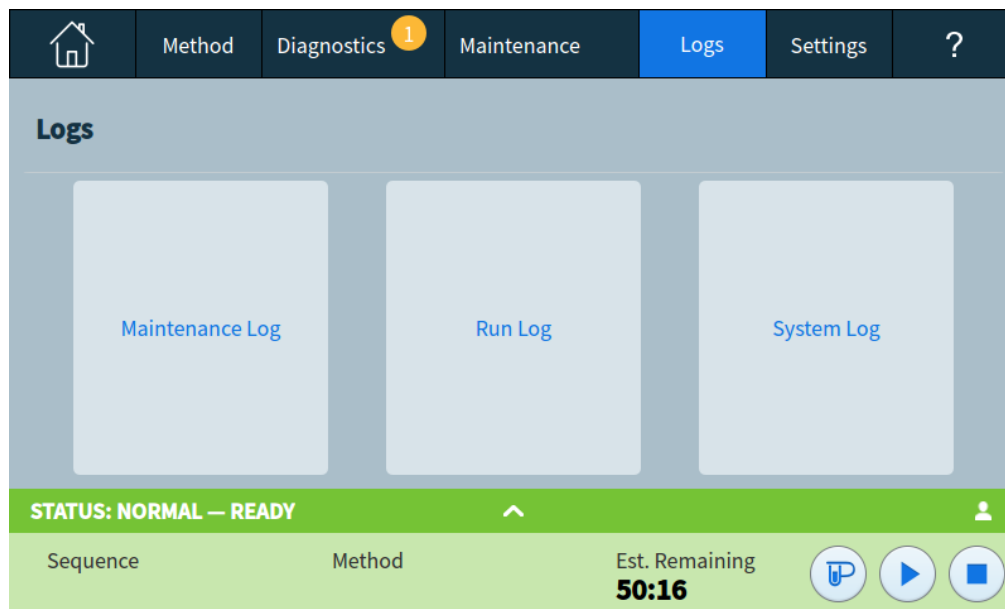 Method
Diagnostics
1
Maintenance
Logs
Settings
?
Logs
Maintenance Log
Run Log
System Log
STATUS: NORMAL — READY
Sequence
Method
Est. Remaining
50:16